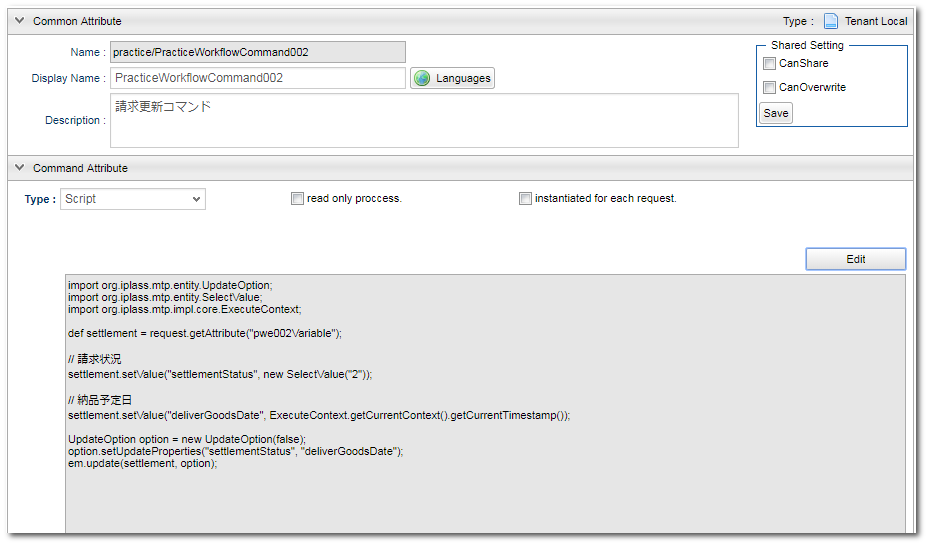 Common Attribute Type : Tenant Local
Name : practice/PracticeWorkflowCommand002
Display Name : PracticeWorkflowCommand002 Languages
Description : 請求更新コマンド
Shared Setting
CanShare
CanOverwrite
Save
Command Attribute
Type : Script read only proccess. instantiated for each request.
Edit
import org.iplass.mtp.entity.UpdateOption;
import org.iplass.mtp.entity.SelectValue;
import org.iplass.mtp.impl.core.ExecuteContext;
def settlement = request.getAttribute("pwe002Variable");
// 請求状況
settlement.setValue("settlementStatus", new SelectValue("2"));
// 納品予定日
settlement.setValue("deliverGoodsDate", ExecuteContext.getCurrentContext().getCurrentTimestamp());
UpdateOption option = new UpdateOption(false);
option.setUpdateProperties("settlementStatus", "deliverGoodsDate");
em.update(settlement, option);